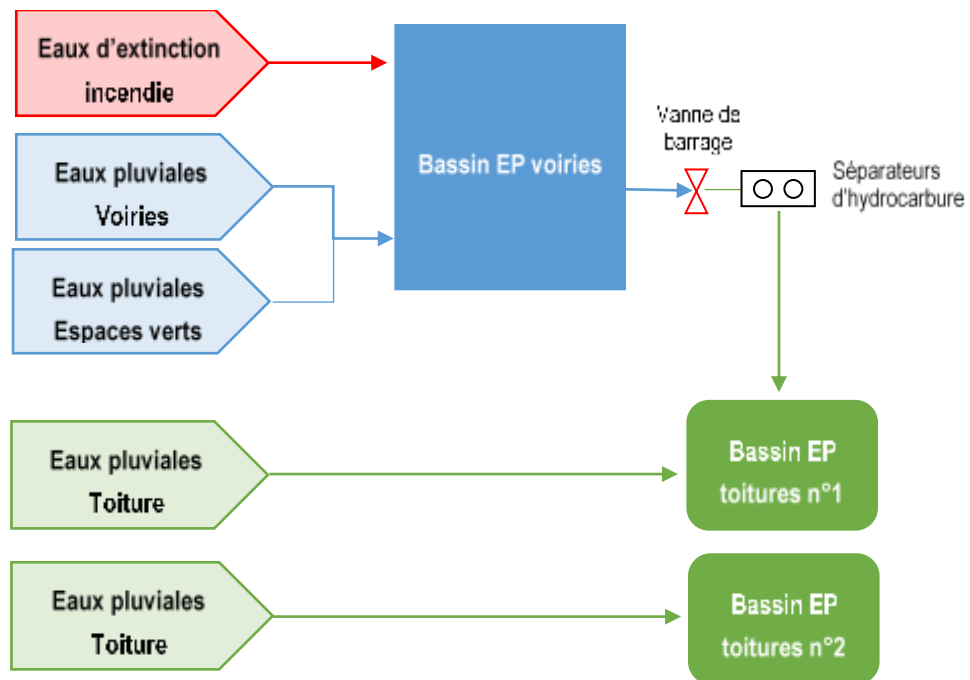 Eaux d'extinction
incendie
Eaux pluviales
Voiries
Eaux pluviales
Espaces verts
Bassin EP voiries
Vanne de
barrage
Séparateurs
d'hydrocarbure
Eaux pluviales
Toiture
Bassin EP
toitures n°1
Eaux pluviales
Toiture
Bassin EP
toitures n°2